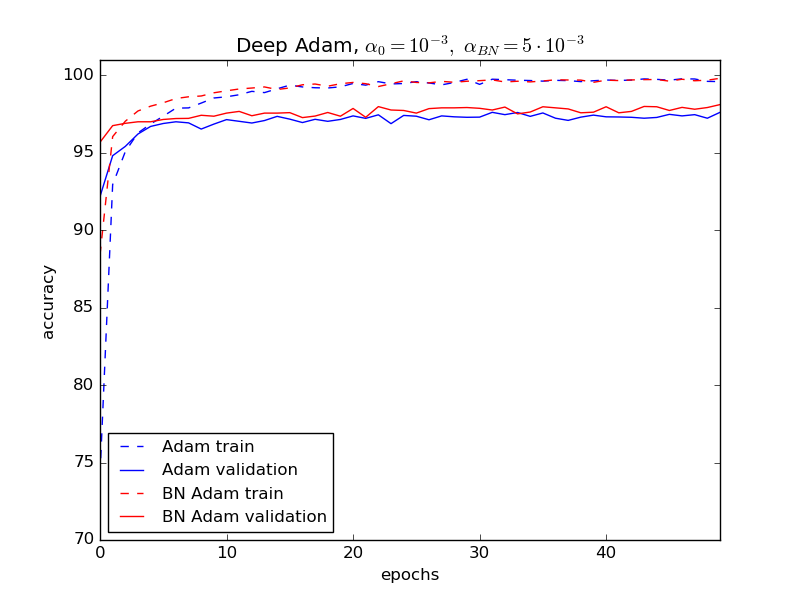 Deep Adam, α₀ = 10⁻³, α_BN = 5 · 10⁻³
100
95
90
85
80
75
70
accuracy
Adam train
Adam validation
BN Adam train
BN Adam validation
0 10 20 30 40
epochs